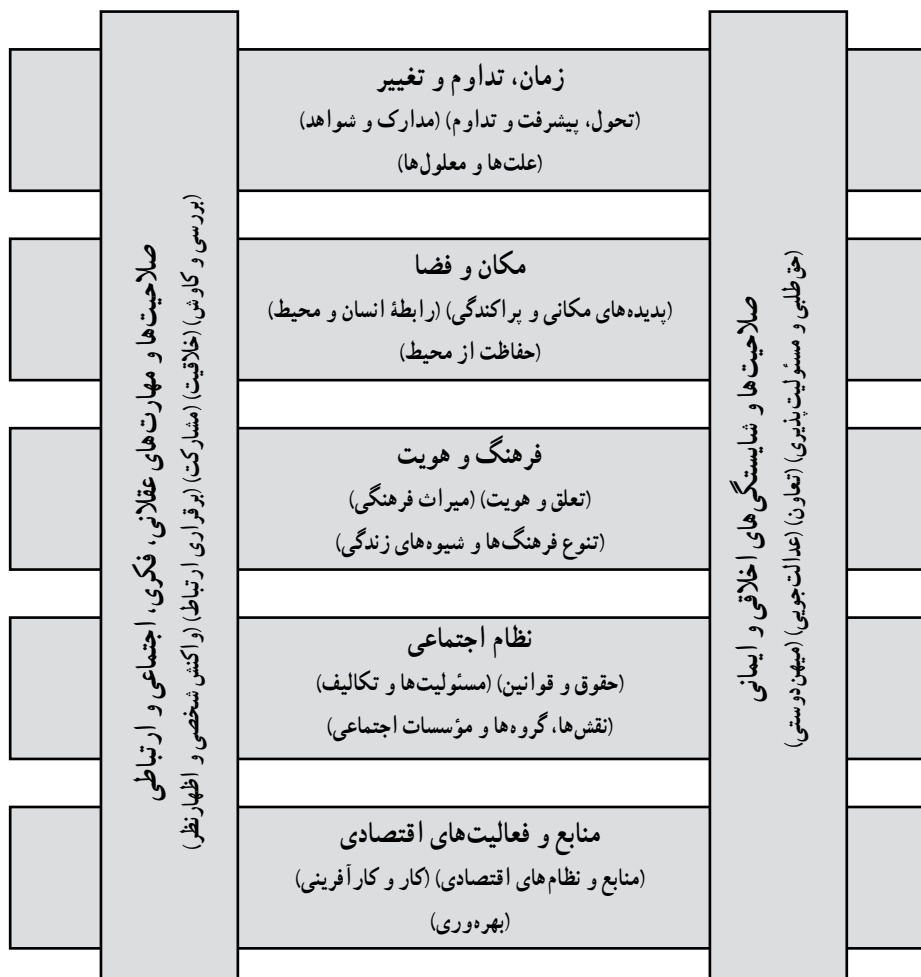 زمان، تداوم و تغییر
(تحول، پیشرفت و تداوم) (مدارک و شواهد)
(علت‌ها و معلول‌ها)
مکان و فضا
(پدیده‌های مکانی و پراکندگی) (رابطهٔ انسان و محیط)
(حفاظت از محیط)
فرهنگ و هویت
(تعلق و هویت) (میراث فرهنگی)
(تنوع فرهنگ‌ها و شیوه‌های زندگی)
نظام اجتماعی
(حقوق و قوانین) (مسئولیت‌ها و تکالیف)
(نقش‌ها، گروه‌ها و مؤسسات اجتماعی)
منابع و فعالیت‌های اقتصادی
(منابع و نظام‌های اقتصادی) (کار و کارآفرینی)
(بهره‌وری)
صلاحیت‌ها و شایستگی‌های اخلاقی و ایمانی
(حق‌طلبی و مسئولیت‌پذیری) (تعاون) (عدالت‌جویی) (میهن‌دوستی)
صلاحیت‌ها و مهارت‌های عقلانی، فکری، اجتماعی و ارتباطی
(بررسی و کاوش) (خلاقیت) (مشارکت) (برقراری ارتباط) (واکنش شخصی و اظهارنظر)